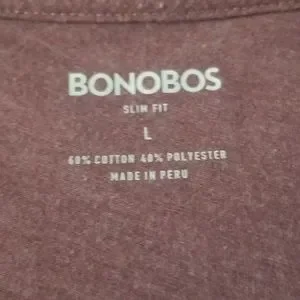 BONOBOS
SLIM FIT
L
60% COTTON 40% POLYESTER
MADE IN PERU